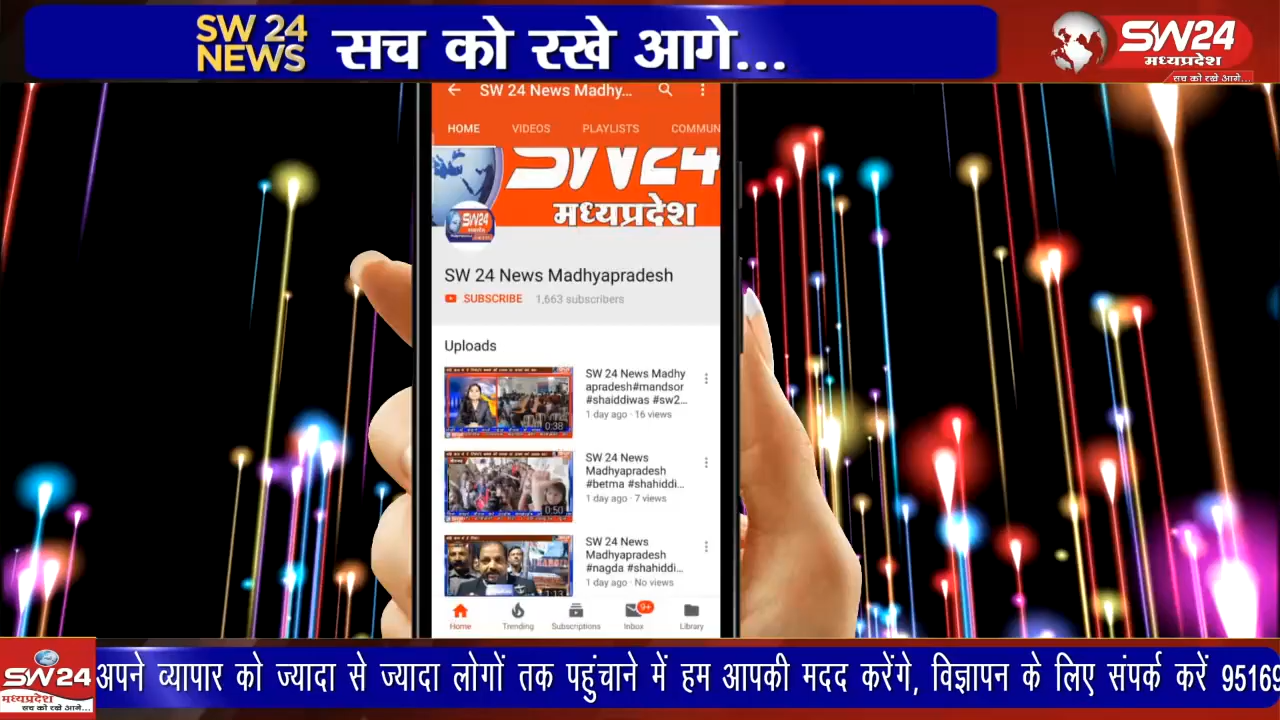 SW 24
NEWS
सच को रखे आगे...
SW24
मध्यप्रदेश
सच को रखे आगे...
SW 24 News Madhy...
HOME VIDEOS PLAYLISTS COMMUN
SW24
मध्यप्रदेश
SW24
SW 24 News Madhyapradesh
SUBSCRIBE 1,663 subscribers
Uploads
SW 24 News Madhy
apradesh#mandsor
#shaiddiwas #sw2...
1 day ago · 16 views
0:38
SW 24 News
Madhyapradesh
#betma #shahiddi...
1 day ago · 7 views
0:50
SW 24 News
Madhyapradesh
#nagda #shahiddi...
1 day ago · No views
1:13
9+
Home Trending Subscriptions Inbox Library
SW24
मध्यप्रदेश
सच को रखे आगे...
अपने व्यापार को ज्यादा से ज्यादा लोगों तक पहुंचाने में हम आपकी मदद करेंगे, विज्ञापन के लिए संपर्क करें 95169